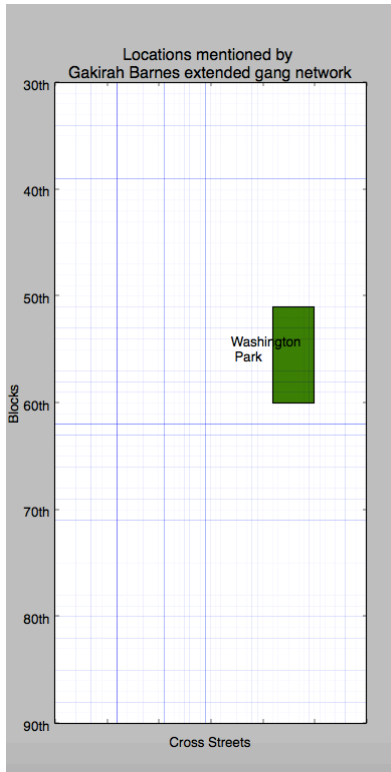 Locations mentioned by
Gakirah Barnes extended gang network
30th
40th
50th
Washington
Park
60th
Blocks
70th
80th
90th
Cross Streets